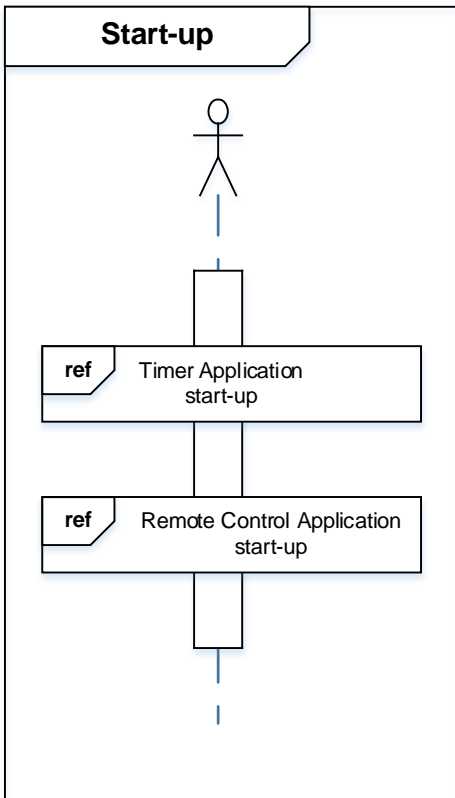 Start-up
ref
Timer Application
start-up
ref
Remote Control Application
start-up